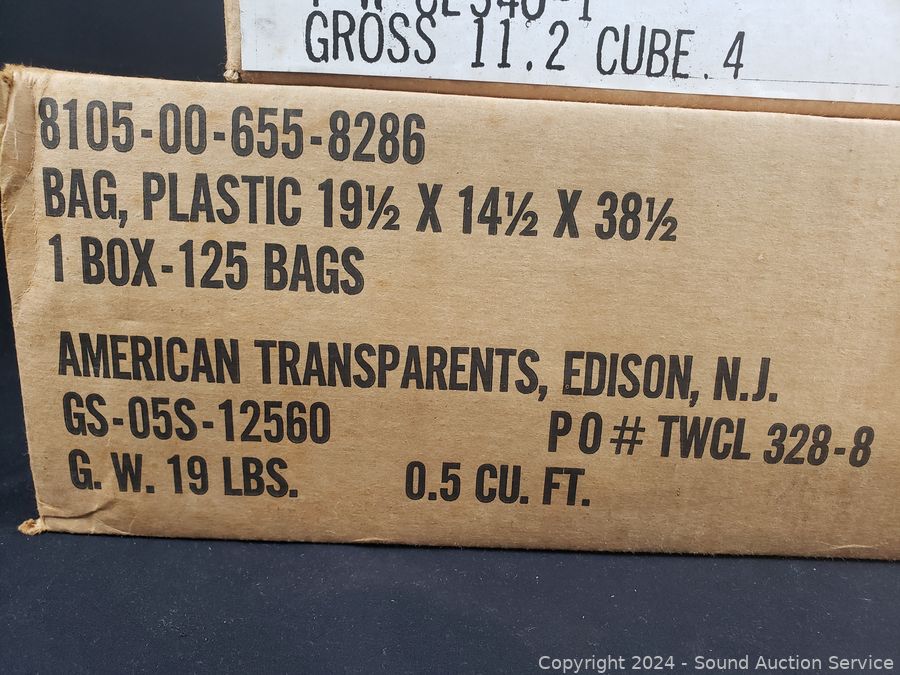 GROSS 11.2 CUBE.4
8105-00-655-8286
BAG, PLASTIC 19½ X 14½ X 38½
1 BOX-125 BAGS
AMERICAN TRANSPARENTS, EDISON, N.J.
GS-05S-12560 PO# TWCL 328-8
G. W. 19 LBS. 0.5 CU. FT.
Copyright © 2024 - Sound Auction Service